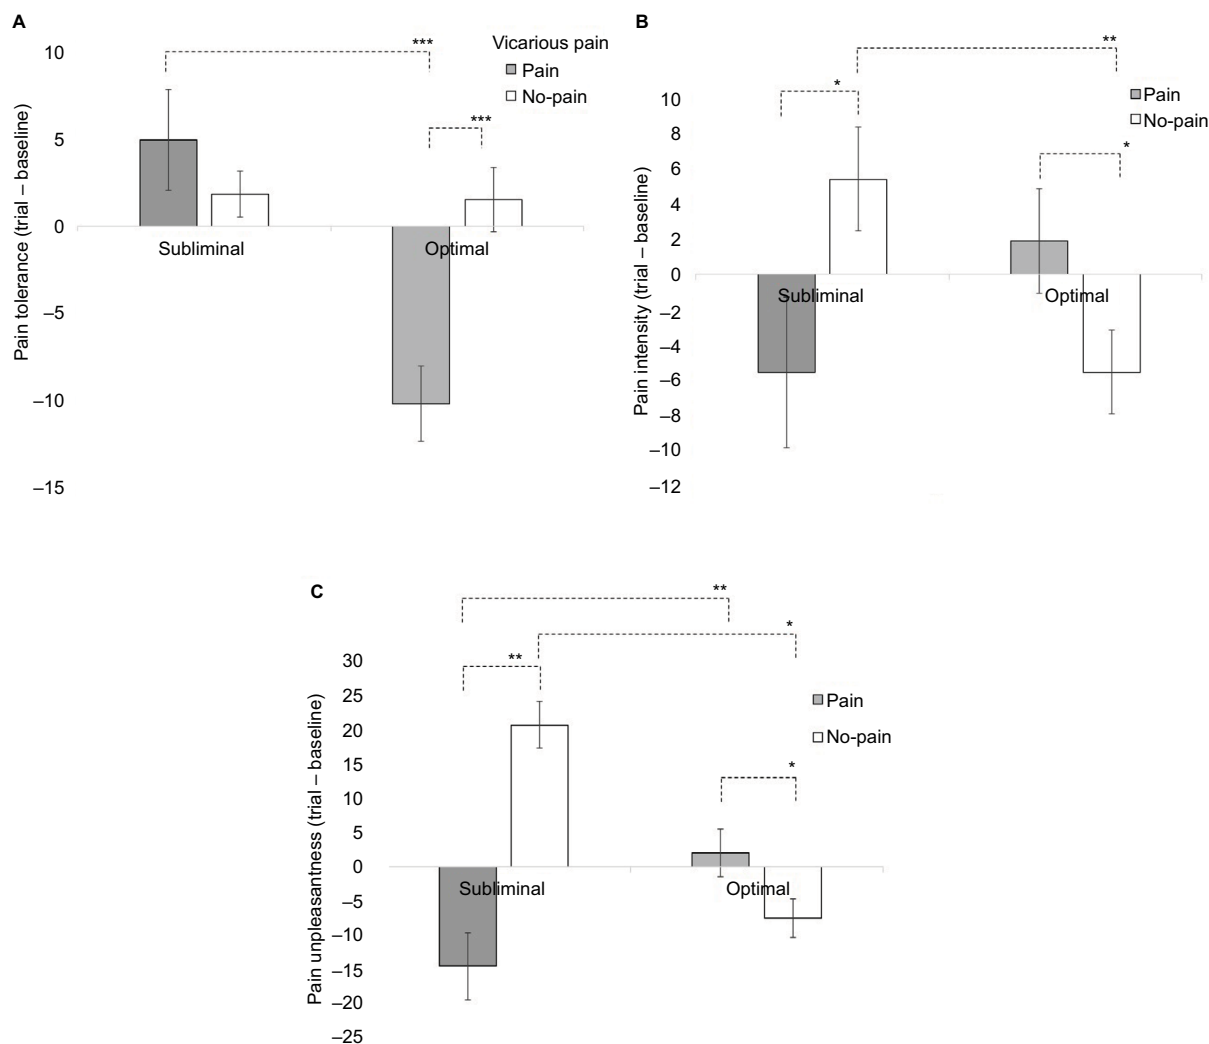 A
Vicarious pain
Pain
No-pain
***
***
Pain tolerance (trial – baseline)
10
5
0
–5
–10
–15
Subliminal
Optimal
B
**
*
*
Pain
No-pain
Pain intensity (trial – baseline)
10
8
6
4
2
0
–2
–4
–6
–8
–10
–12
Subliminal
Optimal
C
**
*
**
*
Pain
No-pain
Pain unpleasantness (trial – baseline)
30
25
20
15
10
5
0
–5
–10
–15
–20
–25
Subliminal
Optimal